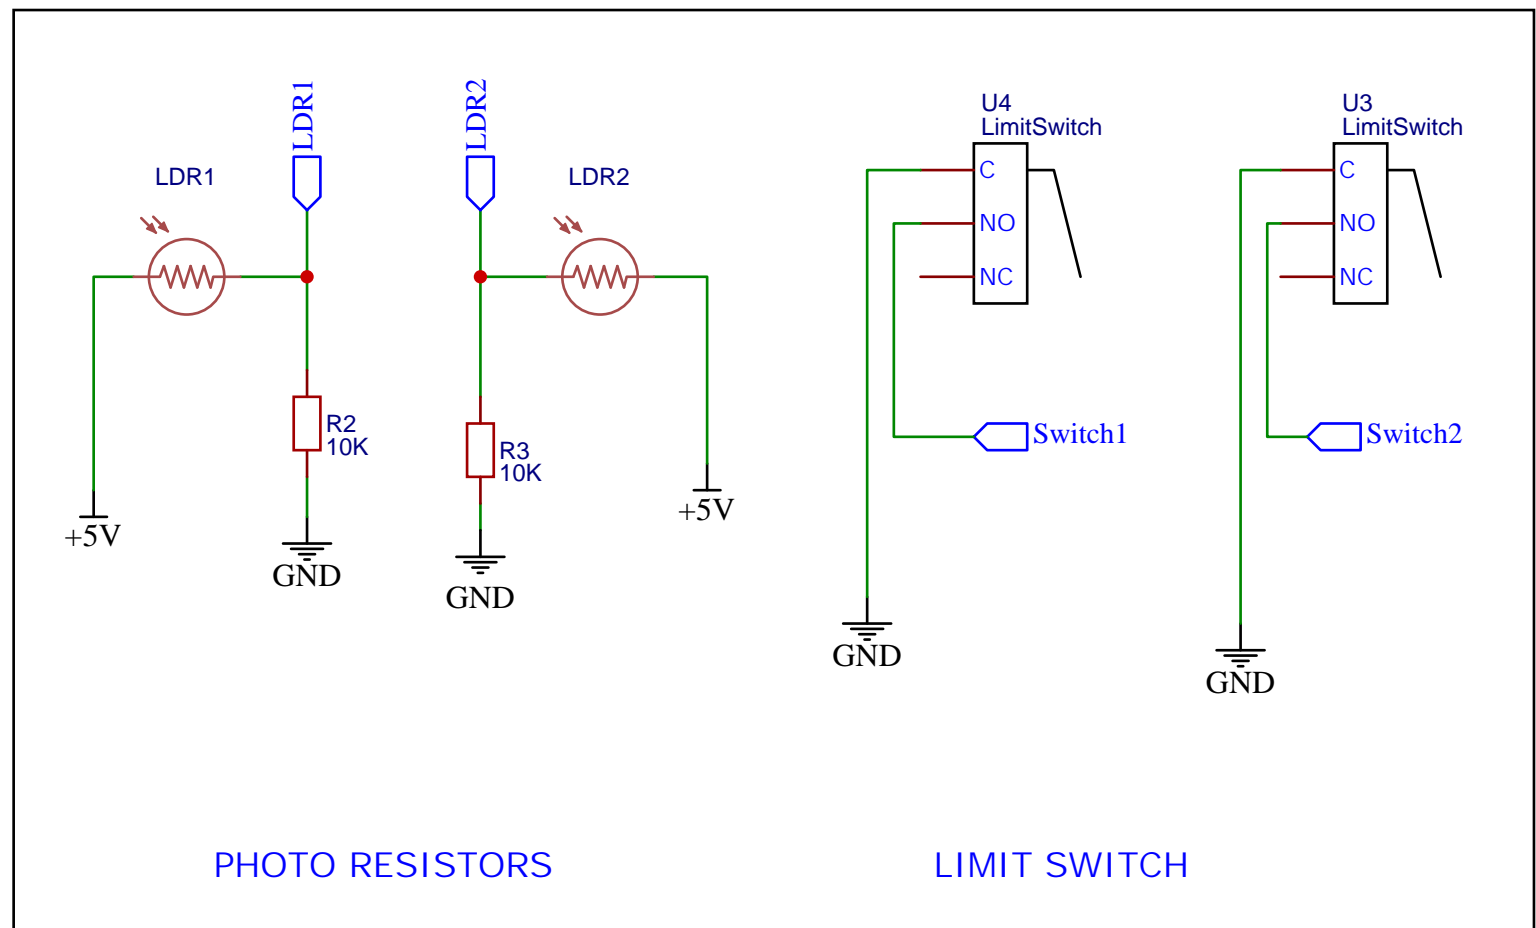 LDR1
LDR1
R2
10K
+5V
GND
LDR2
LDR2
R3
10K
+5V
GND
PHOTO RESISTORS
U4
LimitSwitch
C
NO
NC
Switch1
GND
U3
LimitSwitch
C
NO
NC
Switch2
GND
LIMIT SWITCH